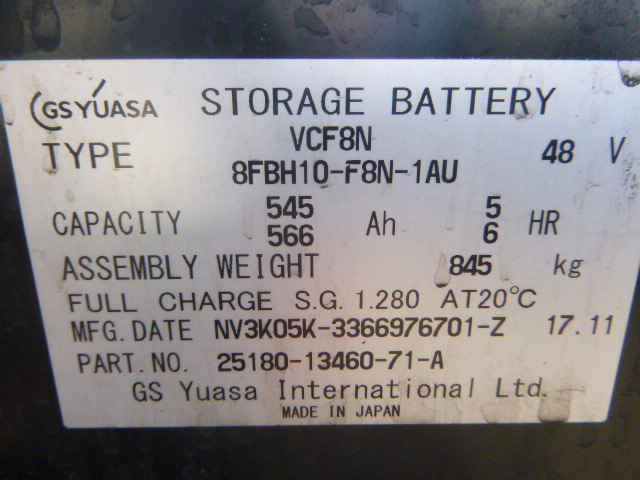 GS YUASA STORAGE BATTERY
TYPE VCF8N 48 V
8FBH10-F8N-1AU
CAPACITY 545 Ah 5 HR
566 6
ASSEMBLY WEIGHT 845 kg
FULL CHARGE S.G. 1.280 AT20℃
MFG. DATE NV3K05K-3366976701-Z 17.11
PART. NO. 25180-13460-71-A
GS Yuasa International Ltd.
MADE IN JAPAN